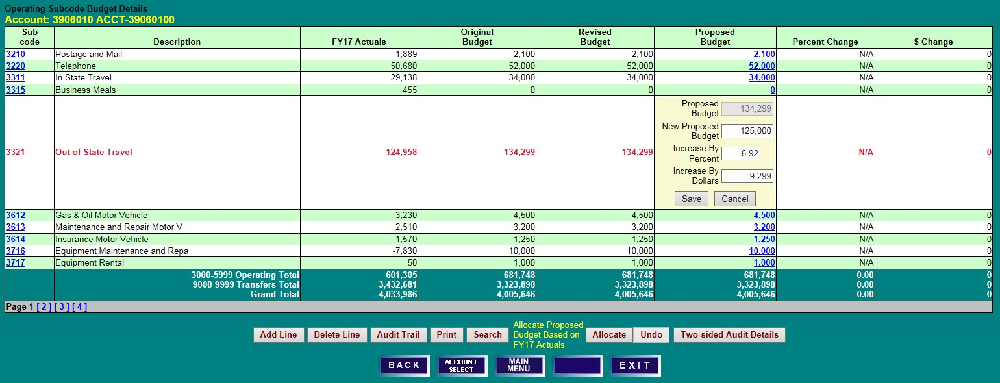 Operating Subcode Budget Details
Account: 3906010 ACCT-39060100
Sub code Description FY17 Actuals Original Budget Revised Budget Proposed Budget Percent Change $ Change
3210 Postage and Mail 1,889 2,100 2,100 2,100 N/A 0
3220 Telephone 50,680 52,000 52,000 52,000 N/A 0
3311 In State Travel 29,138 34,000 34,000 34,000 N/A 0
3315 Business Meals 455 0 0 0 N/A 0
3321 Out of State Travel 124,958 134,299 134,299 N/A 0
Proposed Budget 134,299
New Proposed Budget 125,000
Increase By Percent -6.92
Increase By Dollars -9,299
Save Cancel
3612 Gas & Oil Motor Vehicle 3,230 4,500 4,500 4,500 N/A 0
3613 Maintenance and Repair Motor V 2,510 3,200 3,200 3,200 N/A 0
3614 Insurance Motor Vehicle 1,570 1,250 1,250 1,250 N/A 0
3716 Equipment Maintenance and Repa -7,830 10,000 10,000 10,000 N/A 0
3717 Equipment Rental 50 1,000 1,000 1,000 N/A 0
3000-5999 Operating Total 601,305 681,748 681,748 681,748 0.00 0
9000-9999 Transfers Total 3,432,681 3,323,898 3,323,898 3,323,898 0.00 0
Grand Total 4,033,986 4,005,646 4,005,646 4,005,646 0.00 0
Page 1 [ 2 ] [ 3 ] [ 4 ]
Add Line Delete Line Audit Trail Print Search Allocate Proposed Budget Based on FY17 Actuals Allocate Undo Two-sided Audit Details
BACK ACCOUNT SELECT MAIN MENU EXIT